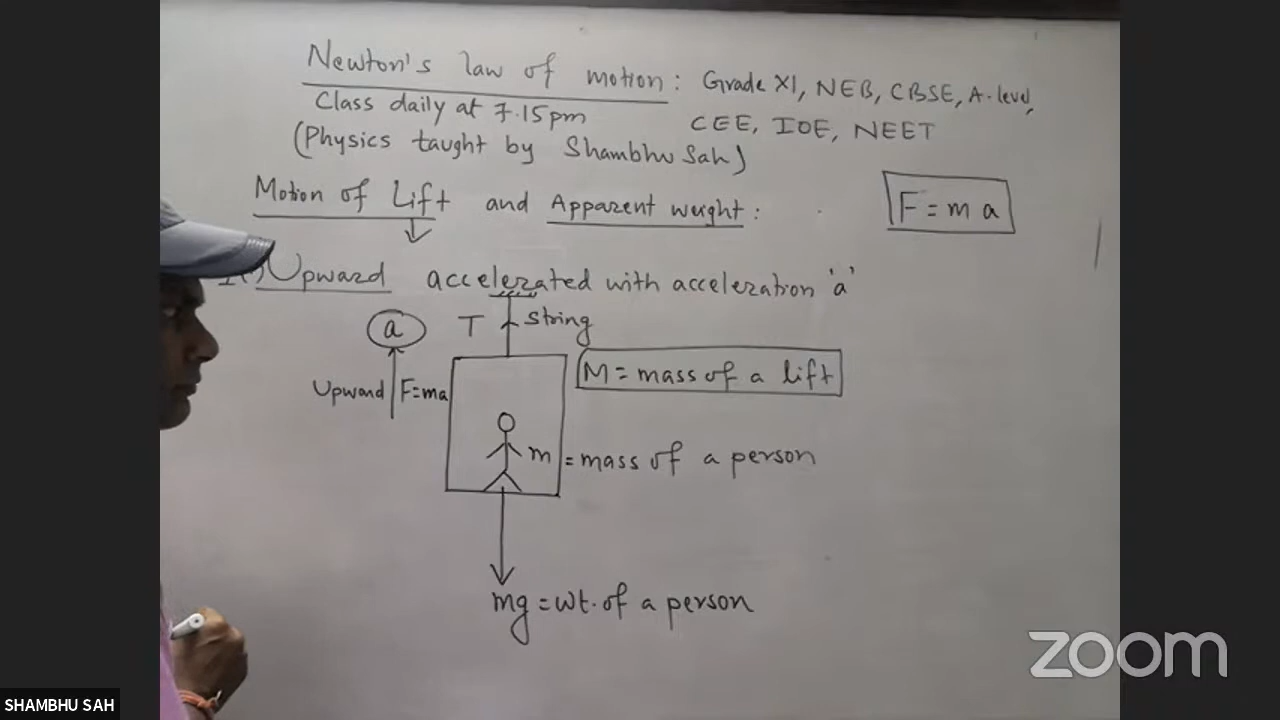 Newton's law of motion: Grade XI, NEB, CBSE, A-level,
Class daily at 7.15pm CEE, IOE, NEET
(Physics taught by Shambhu Sah)
Motion of Lift and Apparent weight:
F = m a
Upward accelerated with acceleration 'a'
a T String
M = mass of a lift
Upward F=ma
m = mass of a person
mg = wt. of a person
zoom
SHAMBHU SAH